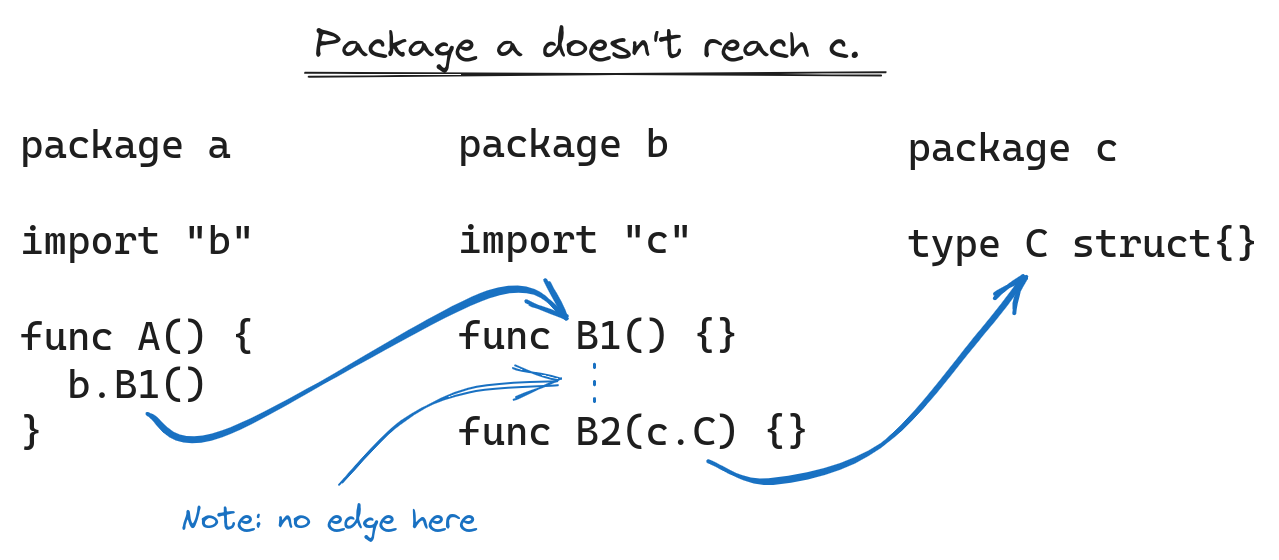 Package a doesn't reach c.
package a
import "b"
func A() {
  b.B1()
}
package b
import "c"
func B1() {}
func B2(c.C) {}
package c
type C struct{}
Note: no edge here